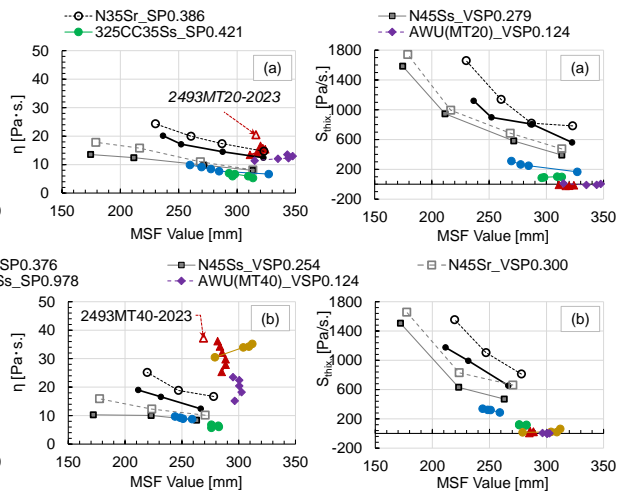 N35Sr_SP0.386
325CC35Ss_SP0.421
N45Ss_VSP0.279
AWU(MT20)_VSP0.124
50
40
30
20
10
0
η [Pa·s.]
(a)
2493MT20-2023
150 200 250 300 350
MSF Value [mm]
1800
1400
1000
600
200
-200
Sthix_ [Pa/s.]
(a)
150 200 250 300 350
MSF Value [mm]
SP0.376
Ss_SP0.978
N45Ss_VSP0.254
AWU(MT40)_VSP0.124
N45Sr_VSP0.300
50
40
30
20
10
0
η [Pa·s.]
2493MT40-2023
(b)
150 200 250 300 350
MSF Value [mm]
1800
1400
1000
600
200
-200
Sthix_ [Pa/s.]
(b)
150 200 250 300 350
MSF Value [mm]